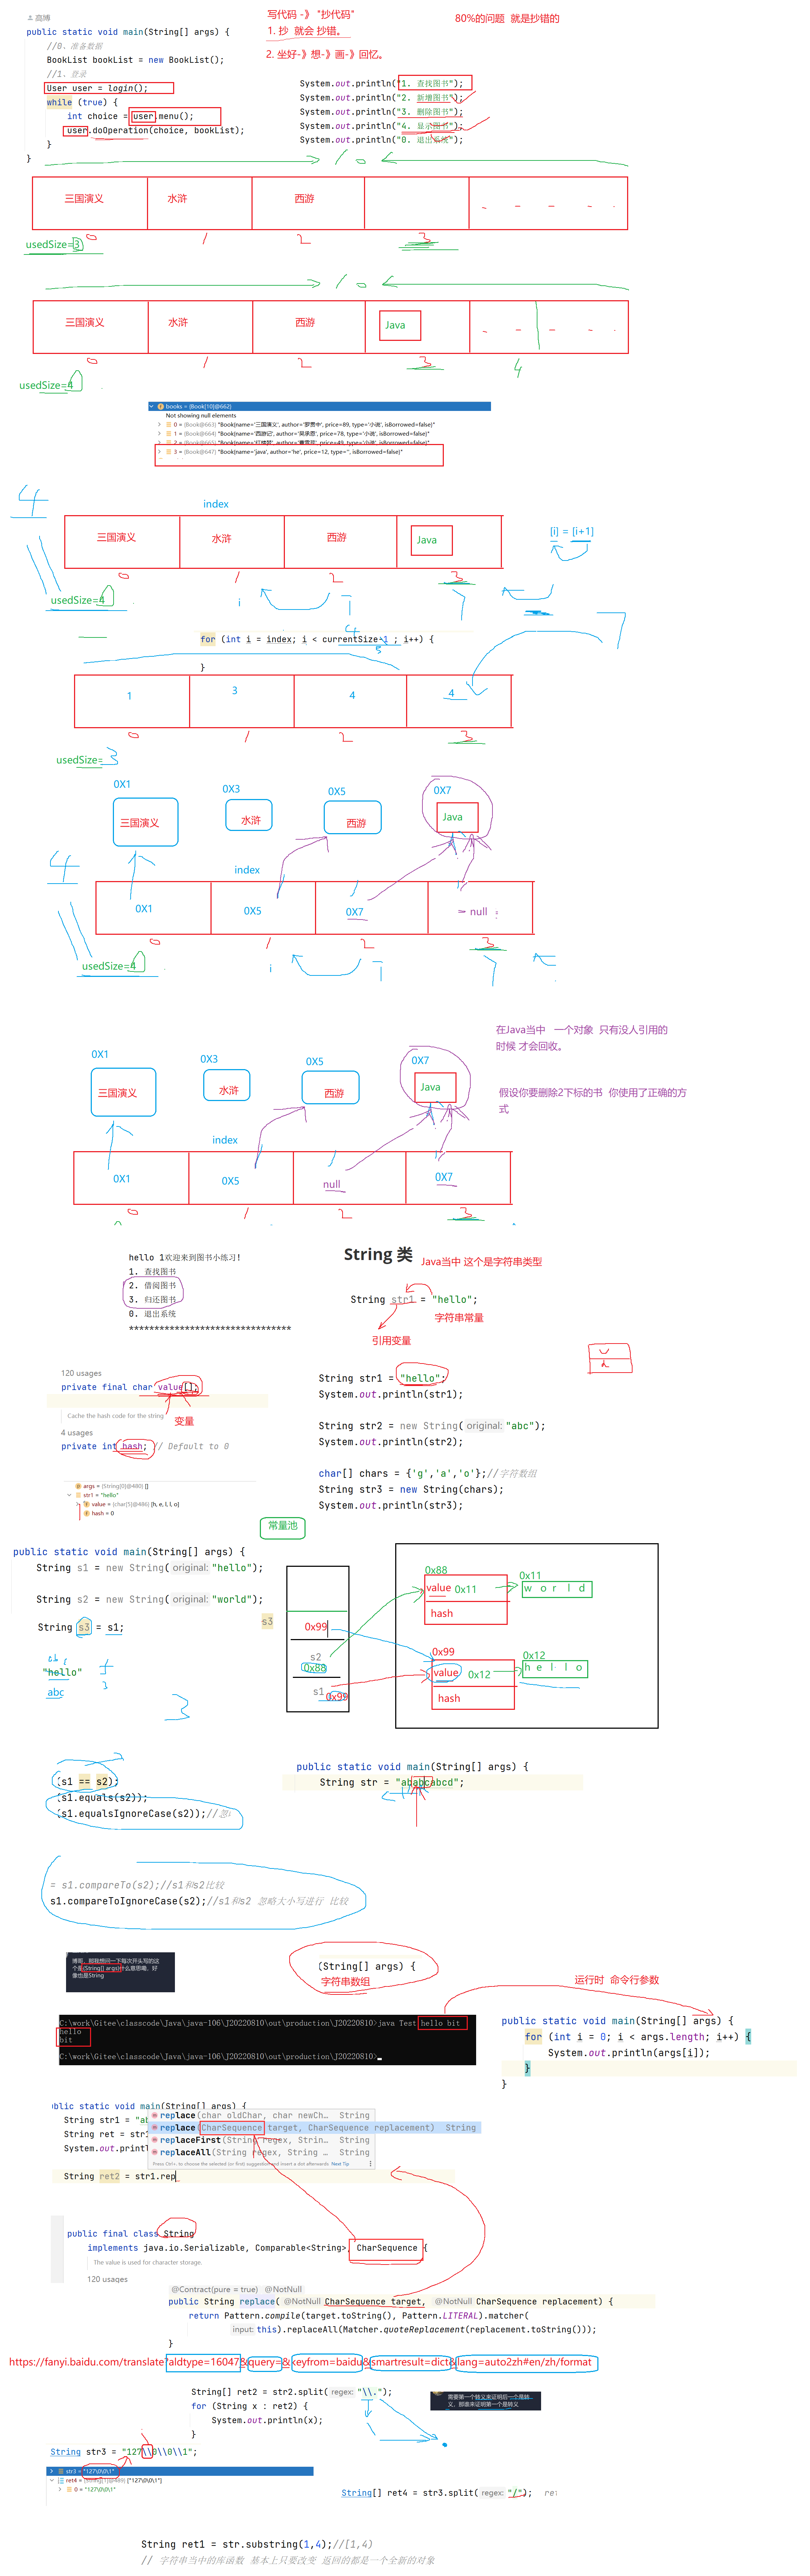 高博
public static void main(String[] args) {
//0、准备数据
BookList bookList = new BookList();
//1、登录
User user = login();
while (true) {
int choice = user.menu();
user.doOperation(choice, bookList);
}
}
写代码 -》 "抄代码"
1. 抄 就会 抄错。
2. 坐好-》想-》画-》回忆。
80%的问题 就是抄错的
System.out.println("1. 查找图书");
System.out.println("2. 新增图书");
System.out.println("3. 删除图书");
System.out.println("4. 显示图书");
System.out.println("0. 退出系统");
10
三国演义 水浒 西游
0 1 2 3
usedSize=3
10
三国演义 水浒 西游 Java
0 1 2 3 4
usedSize=4
books = {Book[10]@662}
Not showing null elements
0 = {Book@663} "Book{name='三国演义', author='罗贯中', price=89, type='小说', isBorrowed=false}"
1 = {Book@664} "Book{name='西游记', author='吴承恩', price=78, type='小说', isBorrowed=false}"
2 = {Book@665} "Book{name='红楼梦', author='曹雪芹', price=49, type='小说', isBorrowed=false}"
3 = {Book@647} "Book{name='java', author='he', price=12, type='', isBorrowed=false}"
4
index
三国演义 水浒 西游 Java
[i] = [i+1]
0 1 2 3
usedSize=4
i
for (int i = index; i < currentSize-1 ; i++) {
}
1 3 4 4
0 1 2 3
usedSize=3
0X1 0X3 0X5 0X7
三国演义 水浒 西游 Java
4
index
0X1 0X5 0X7 null
0 1 2 3
usedSize=4
i
在Java当中 一个对象 只有没人引用的
时候 才会回收。
0X1 0X3 0X5 0X7
三国演义 水浒 西游 Java
假设你要删除2下标的书 你使用了正确的方
式
index
0X1 0X5 null 0X7
0 1 2 3
hello 1欢迎来到图书小练习!
1. 查找图书
2. 借阅图书
3. 归还图书
0. 退出系统
********************************
String 类
Java当中 这个是字符串类型
String str1 = "hello";
字符串常量
引用变量
120 usages
private final char value[];
Cache the hash code for the string
变量
4 usages
private int hash; // Default to 0
args = {String[0]@480} []
str1 = "hello"
value = {char[5]@486} [h, e, l, l, o]
hash = 0
String str1 = "hello";
System.out.println(str1);
String str2 = new String( original: "abc");
System.out.println(str2);
char[] chars = {'g','a','o'};//字符数组
String str3 = new String(chars);
System.out.println(str3);
常量池
public static void main(String[] args) {
String s1 = new String( original: "hello");
String s2 = new String( original: "world");
String s3 = s1;
"hello"
abc
s3
0x99
s2
0x88
s1 0x99
0x88
value 0x11
hash
0x11
w o r l d
0x99
value 0x12
hash
0x12
h e l l o
(s1 == s2);
(s1.equals(s2));
(s1.equalsIgnoreCase(s2));//忽
public static void main(String[] args) {
String str = "ababcabcd";
= s1.compareTo(s2);//s1和s2比较
s1.compareToIgnoreCase(s2);//s1和s2 忽略大小写进行 比较
博哥，那我想问一下每次开头写的这
个是(String[] args)什么意思嘞，好
像也是String
(String[] args) {
字符串数组
运行时 命令行参数
C:\work\Gitee\classcode\Java\java-106\J20220810\out\production\J20220810>java Test hello bit
hello
bit
C:\work\Gitee\classcode\Java\java-106\J20220810\out\production\J20220810>
public static void main(String[] args) {
for (int i = 0; i < args.length; i++) {
System.out.println(args[i]);
}
}
public static void main(String[] args) {
String str1 = "ab
String ret = str1
System.out.printl
String ret2 = str1.rep
replace(char oldChar, char newCh… String
replace(CharSequence target, CharSequence replacement) String
replaceFirst(String regex, Strin… String
replaceAll(String regex, String … String
Press Ctrl+. to choose the selected (or first) suggestion and insert a dot afterwards Next Tip
public final class String
implements java.io.Serializable, Comparable<String>, CharSequence {
The value is used for character storage.
120 usages
@Contract(pure = true) @NotNull
public String replace( @NotNull CharSequence target, @NotNull CharSequence replacement) {
return Pattern.compile(target.toString(), Pattern.LITERAL).matcher(
input: this).replaceAll(Matcher.quoteReplacement(replacement.toString()));
}
https://fanyi.baidu.com/translate?aldtype=16047&query=&keyfrom=baidu&smartresult=dict&lang=auto2zh#en/zh/format
String[] ret2 = str2.split( regex: "\\.");
for (String x : ret2) {
System.out.println(x);
}
需要第一个转义来证明后一个是转
义，那谁来证明第一个是转义
String str3 = "127\\0\\0\\1";
str3 = "127\0\0\1"
ret4 = {String[1]@489} ["127\0\0\1"]
0 = "127\0\0\1"
String[] ret4 = str3.split( regex: "/");
String ret1 = str.substring(1,4);//[1,4)
// 字符串当中的库函数 基本上只要改变 返回的都是一个全新的对象